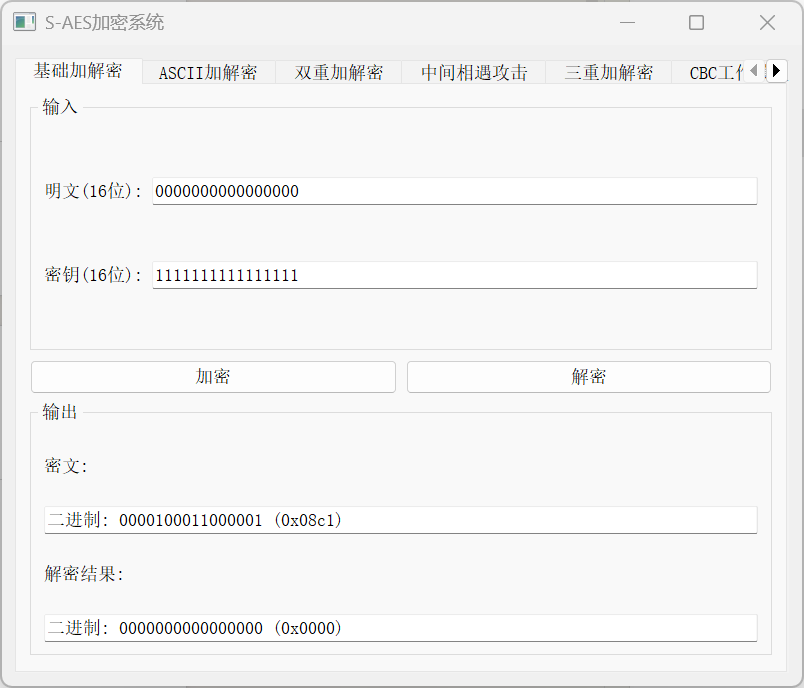 S-AES加密系统
基础加解密 ASCII加解密 双重加解密 中间相遇攻击 三重加解密 CBC工
输入
明文(16位): 0000000000000000
密钥(16位): 1111111111111111
加密 解密
输出
密文:
二进制: 0000100011000001 (0x08c1)
解密结果:
二进制: 0000000000000000 (0x0000)